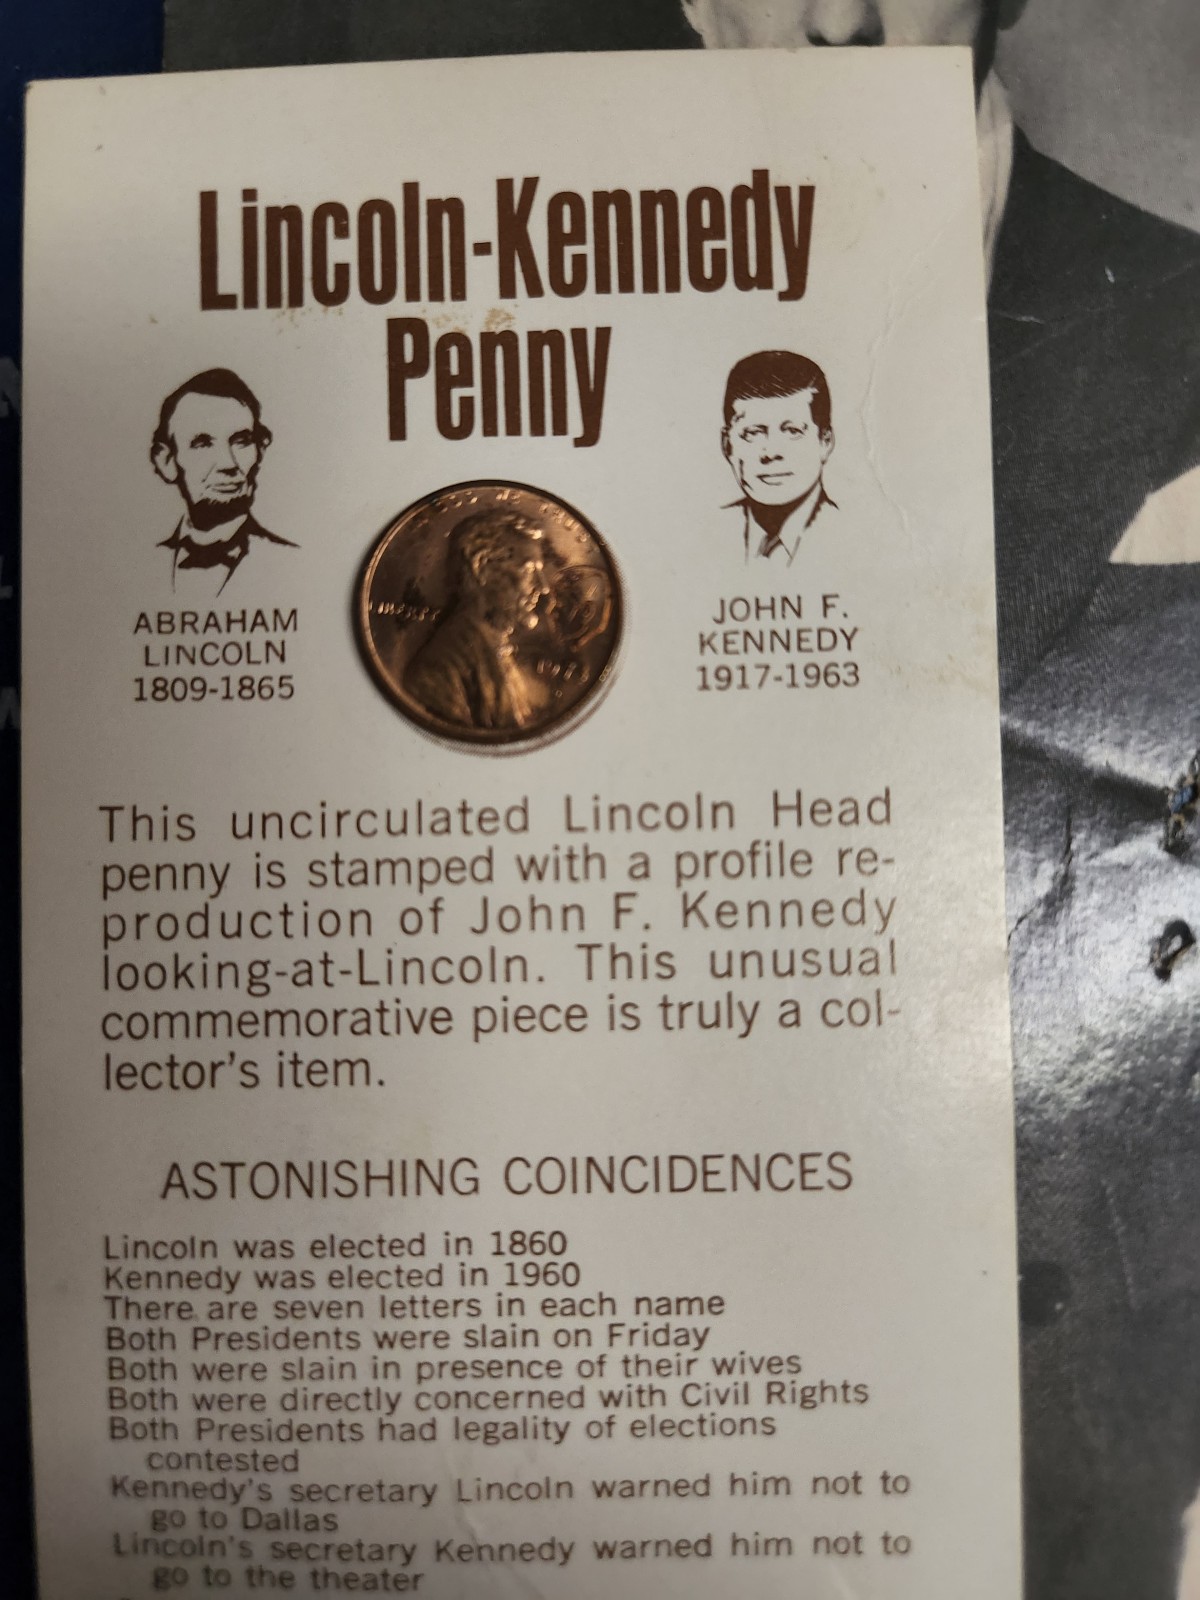 Lincoln-Kennedy
Penny
ABRAHAM
LINCOLN
1809-1865
LIBERTY
JOHN F.
KENNEDY
1917-1963
This uncirculated Lincoln Head
penny is stamped with a profile re-
production of John F. Kennedy
looking-at-Lincoln. This unusual
commemorative piece is truly a col-
lector's item.
ASTONISHING COINCIDENCES
Lincoln was elected in 1860
Kennedy was elected in 1960
There are seven letters in each name
Both Presidents were slain on Friday
Both were slain in presence of their wives
Both were directly concerned with Civil Rights
Both Presidents had legality of elections
contested
Kennedy's secretary Lincoln warned him not to
go to Dallas
Lincoln's secretary Kennedy warned him not to
go to the theater